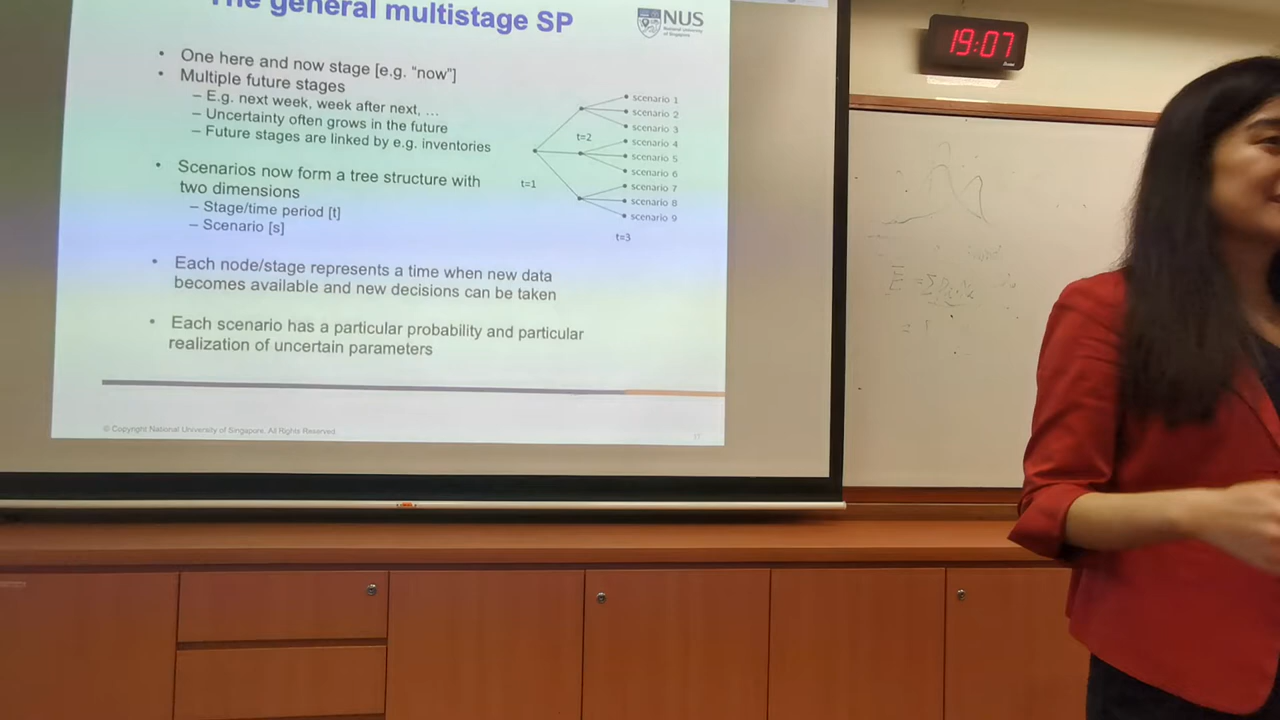 The general multistage SP
NUS
National University
of Singapore
19:07
• One here and now stage [e.g. “now”]
• Multiple future stages
– E.g. next week, week after next, …
– Uncertainty often grows in the future
– Future stages are linked by e.g. inventories
• Scenarios now form a tree structure with
two dimensions
– Stage/time period [t]
– Scenario [s]
• Each node/stage represents a time when new data
becomes available and new decisions can be taken
• Each scenario has a particular probability and particular
realization of uncertain parameters
t=1
t=2
t=3
scenario 1
scenario 2
scenario 3
scenario 4
scenario 5
scenario 6
scenario 7
scenario 8
scenario 9
© Copyright National University of Singapore. All Rights Reserved.
17